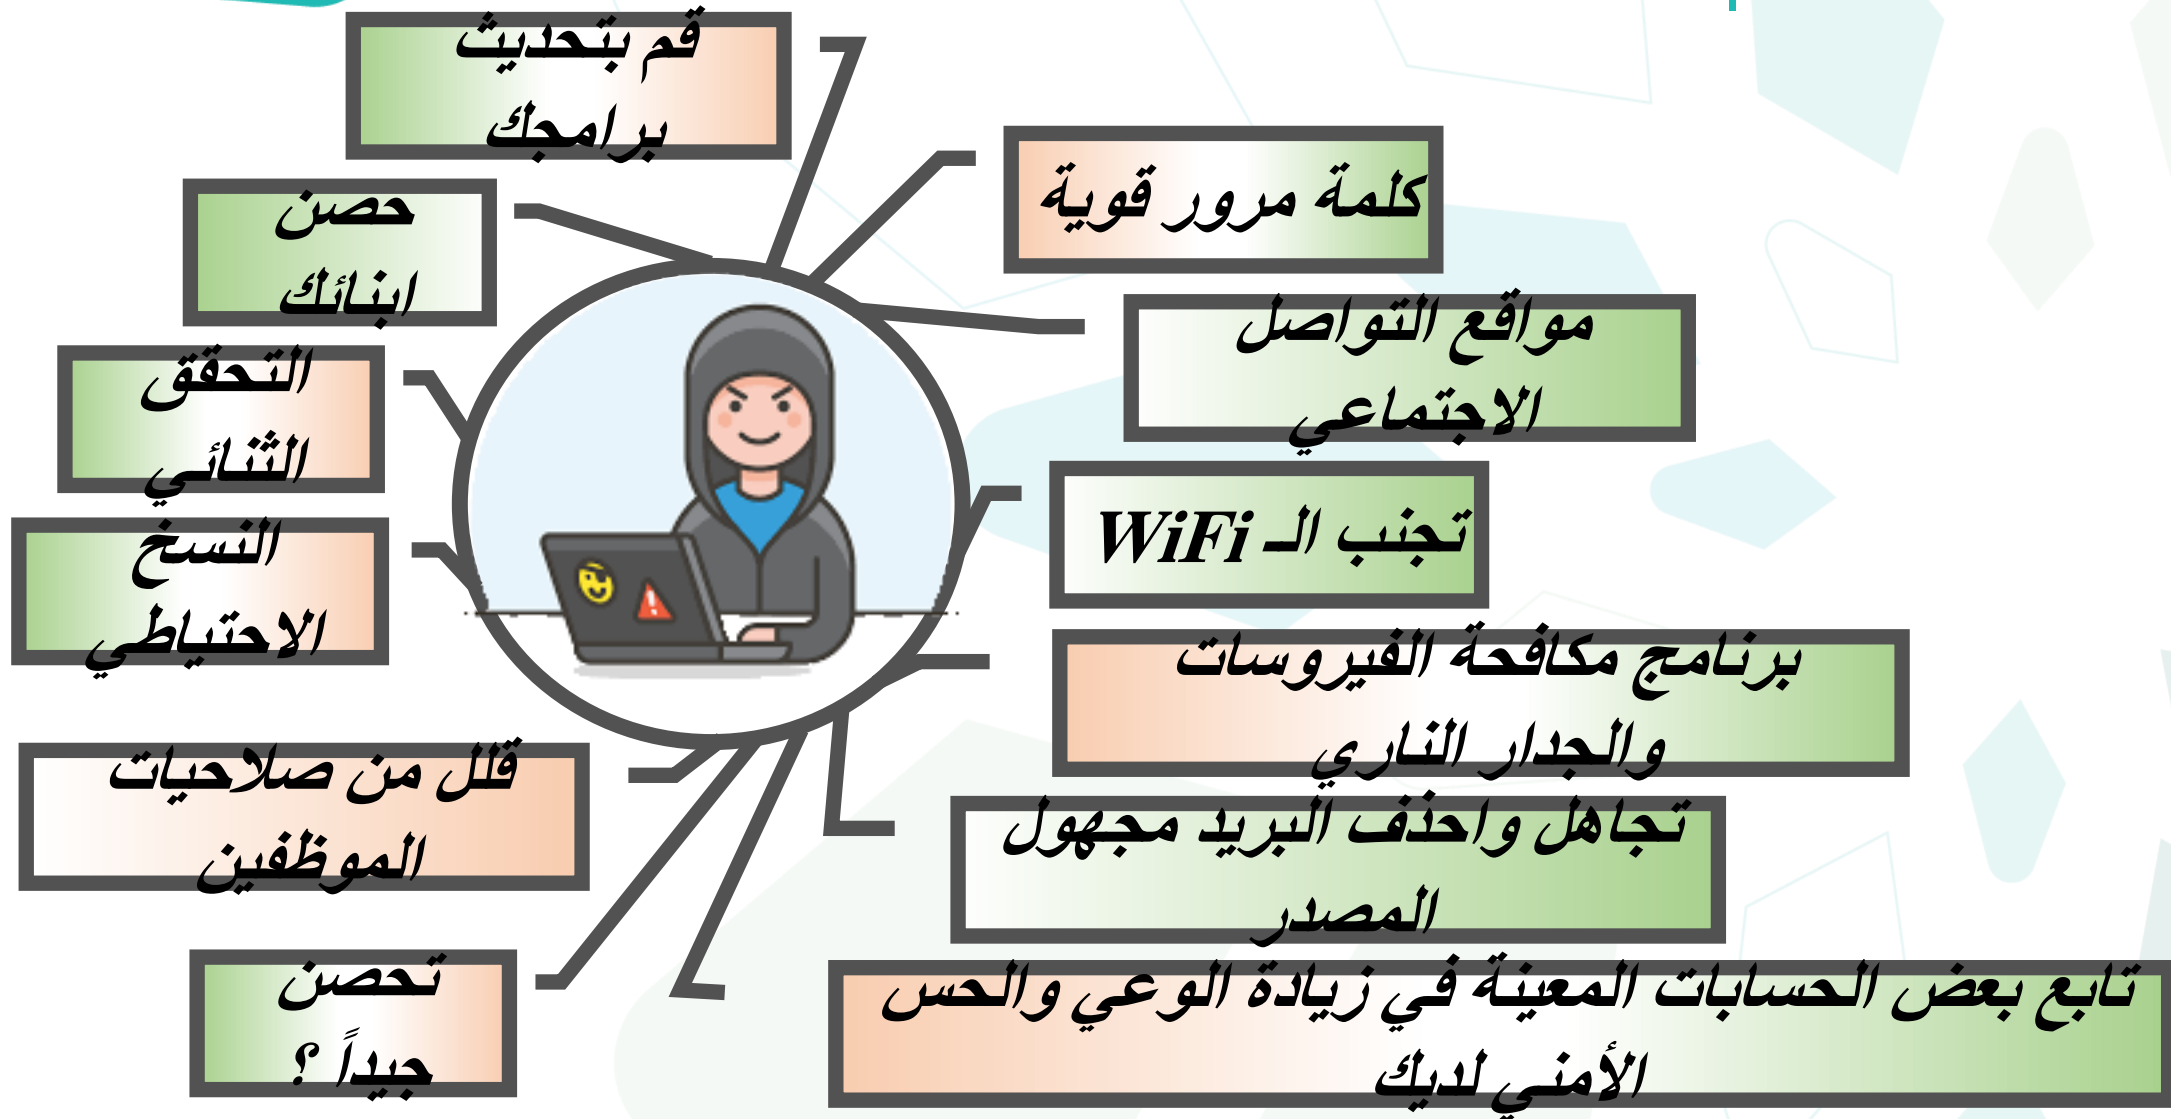 قم بتحديث
برامجك
كلمة مرور قوية
حصن
ابنائك
مواقع التواصل
الاجتماعي
التحقق
الثنائي
تجنب الـ WiFi
النسخ
الاحتياطي
برنامج مكافحة الفيروسات
والجدار الناري
قلل من صلاحيات
الموظفين
تجاهل واحذف البريد مجهول
المصدر
تحصن
جيداً ؟
تابع بعض الحسابات المعينة في زيادة الوعي والحس
الأمني لديك